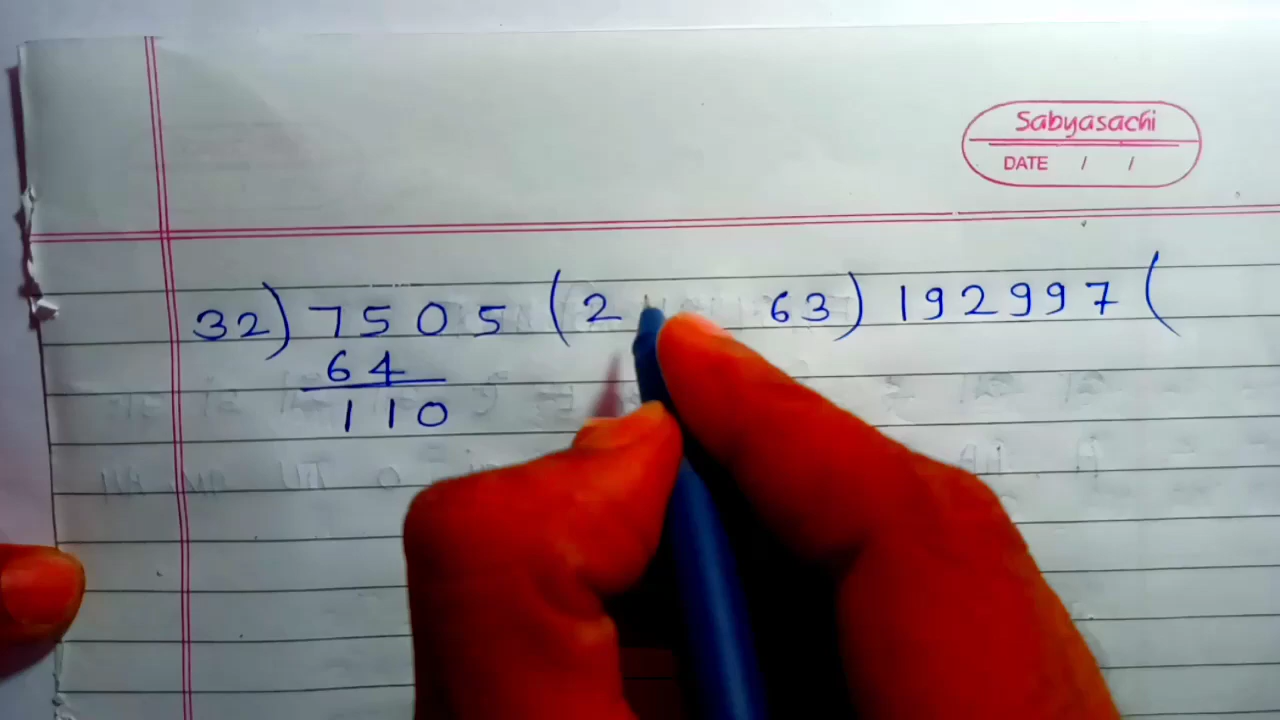 Sabyasachi
DATE / /
32) 7505 (2
63) 192997 (
64
110